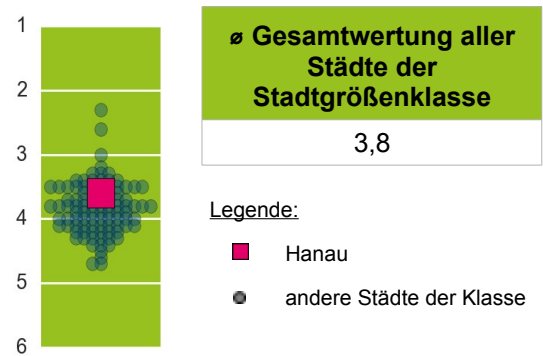 1
2
3
4
5
6
ø Gesamtwertung aller
Städte der
Stadtgrößenklasse
3,8
Legende:
Hanau
andere Städte der Klasse